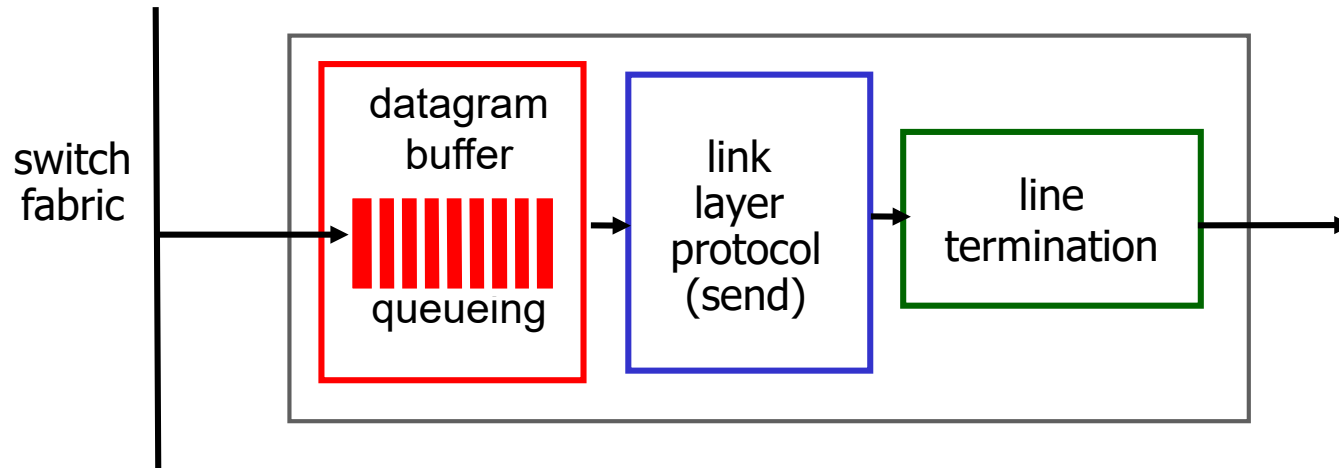 switch
fabric
datagram
buffer
queueing
link
layer
protocol
(send)
line
termination